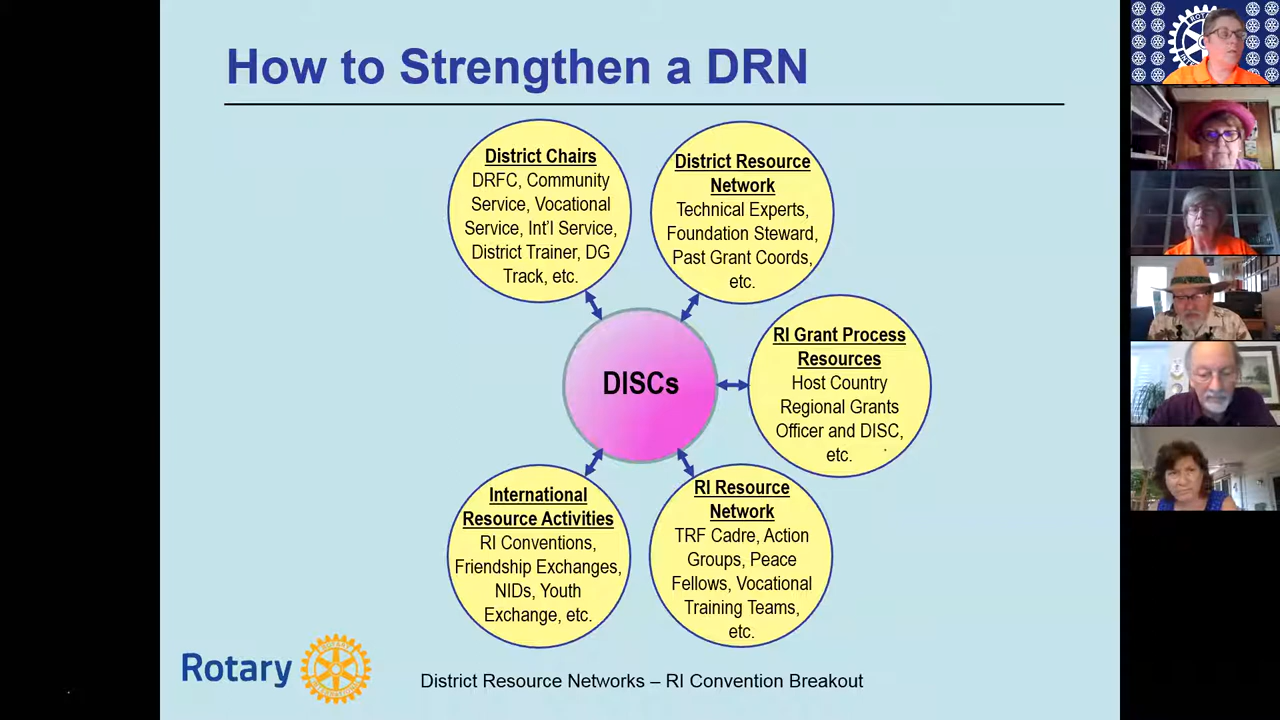 How to Strengthen a DRN
District Chairs
DRFC, Community
Service, Vocational
Service, Int'l Service,
District Trainer, DG
Track, etc.
District Resource
Network
Technical Experts,
Foundation Steward,
Past Grant Coords,
etc.
DISCs
RI Grant Process
Resources
Host Country
Regional Grants
Officer and DISC,
etc.
International
Resource Activities
RI Conventions,
Friendship Exchanges,
NIDs, Youth
Exchange, etc.
RI Resource
Network
TRF Cadre, Action
Groups, Peace
Fellows, Vocational
Training Teams,
etc.
Rotary
ROTARY
INTERNATIONAL
District Resource Networks – RI Convention Breakout